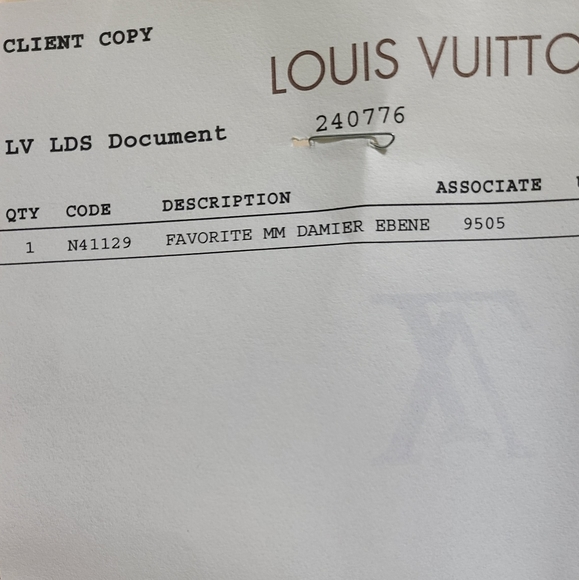 CLIENT COPY
LOUIS VUITTO
LV LDS Document 240776
QTY CODE DESCRIPTION ASSOCIATE
1 N41129 FAVORITE MM DAMIER EBENE 9505